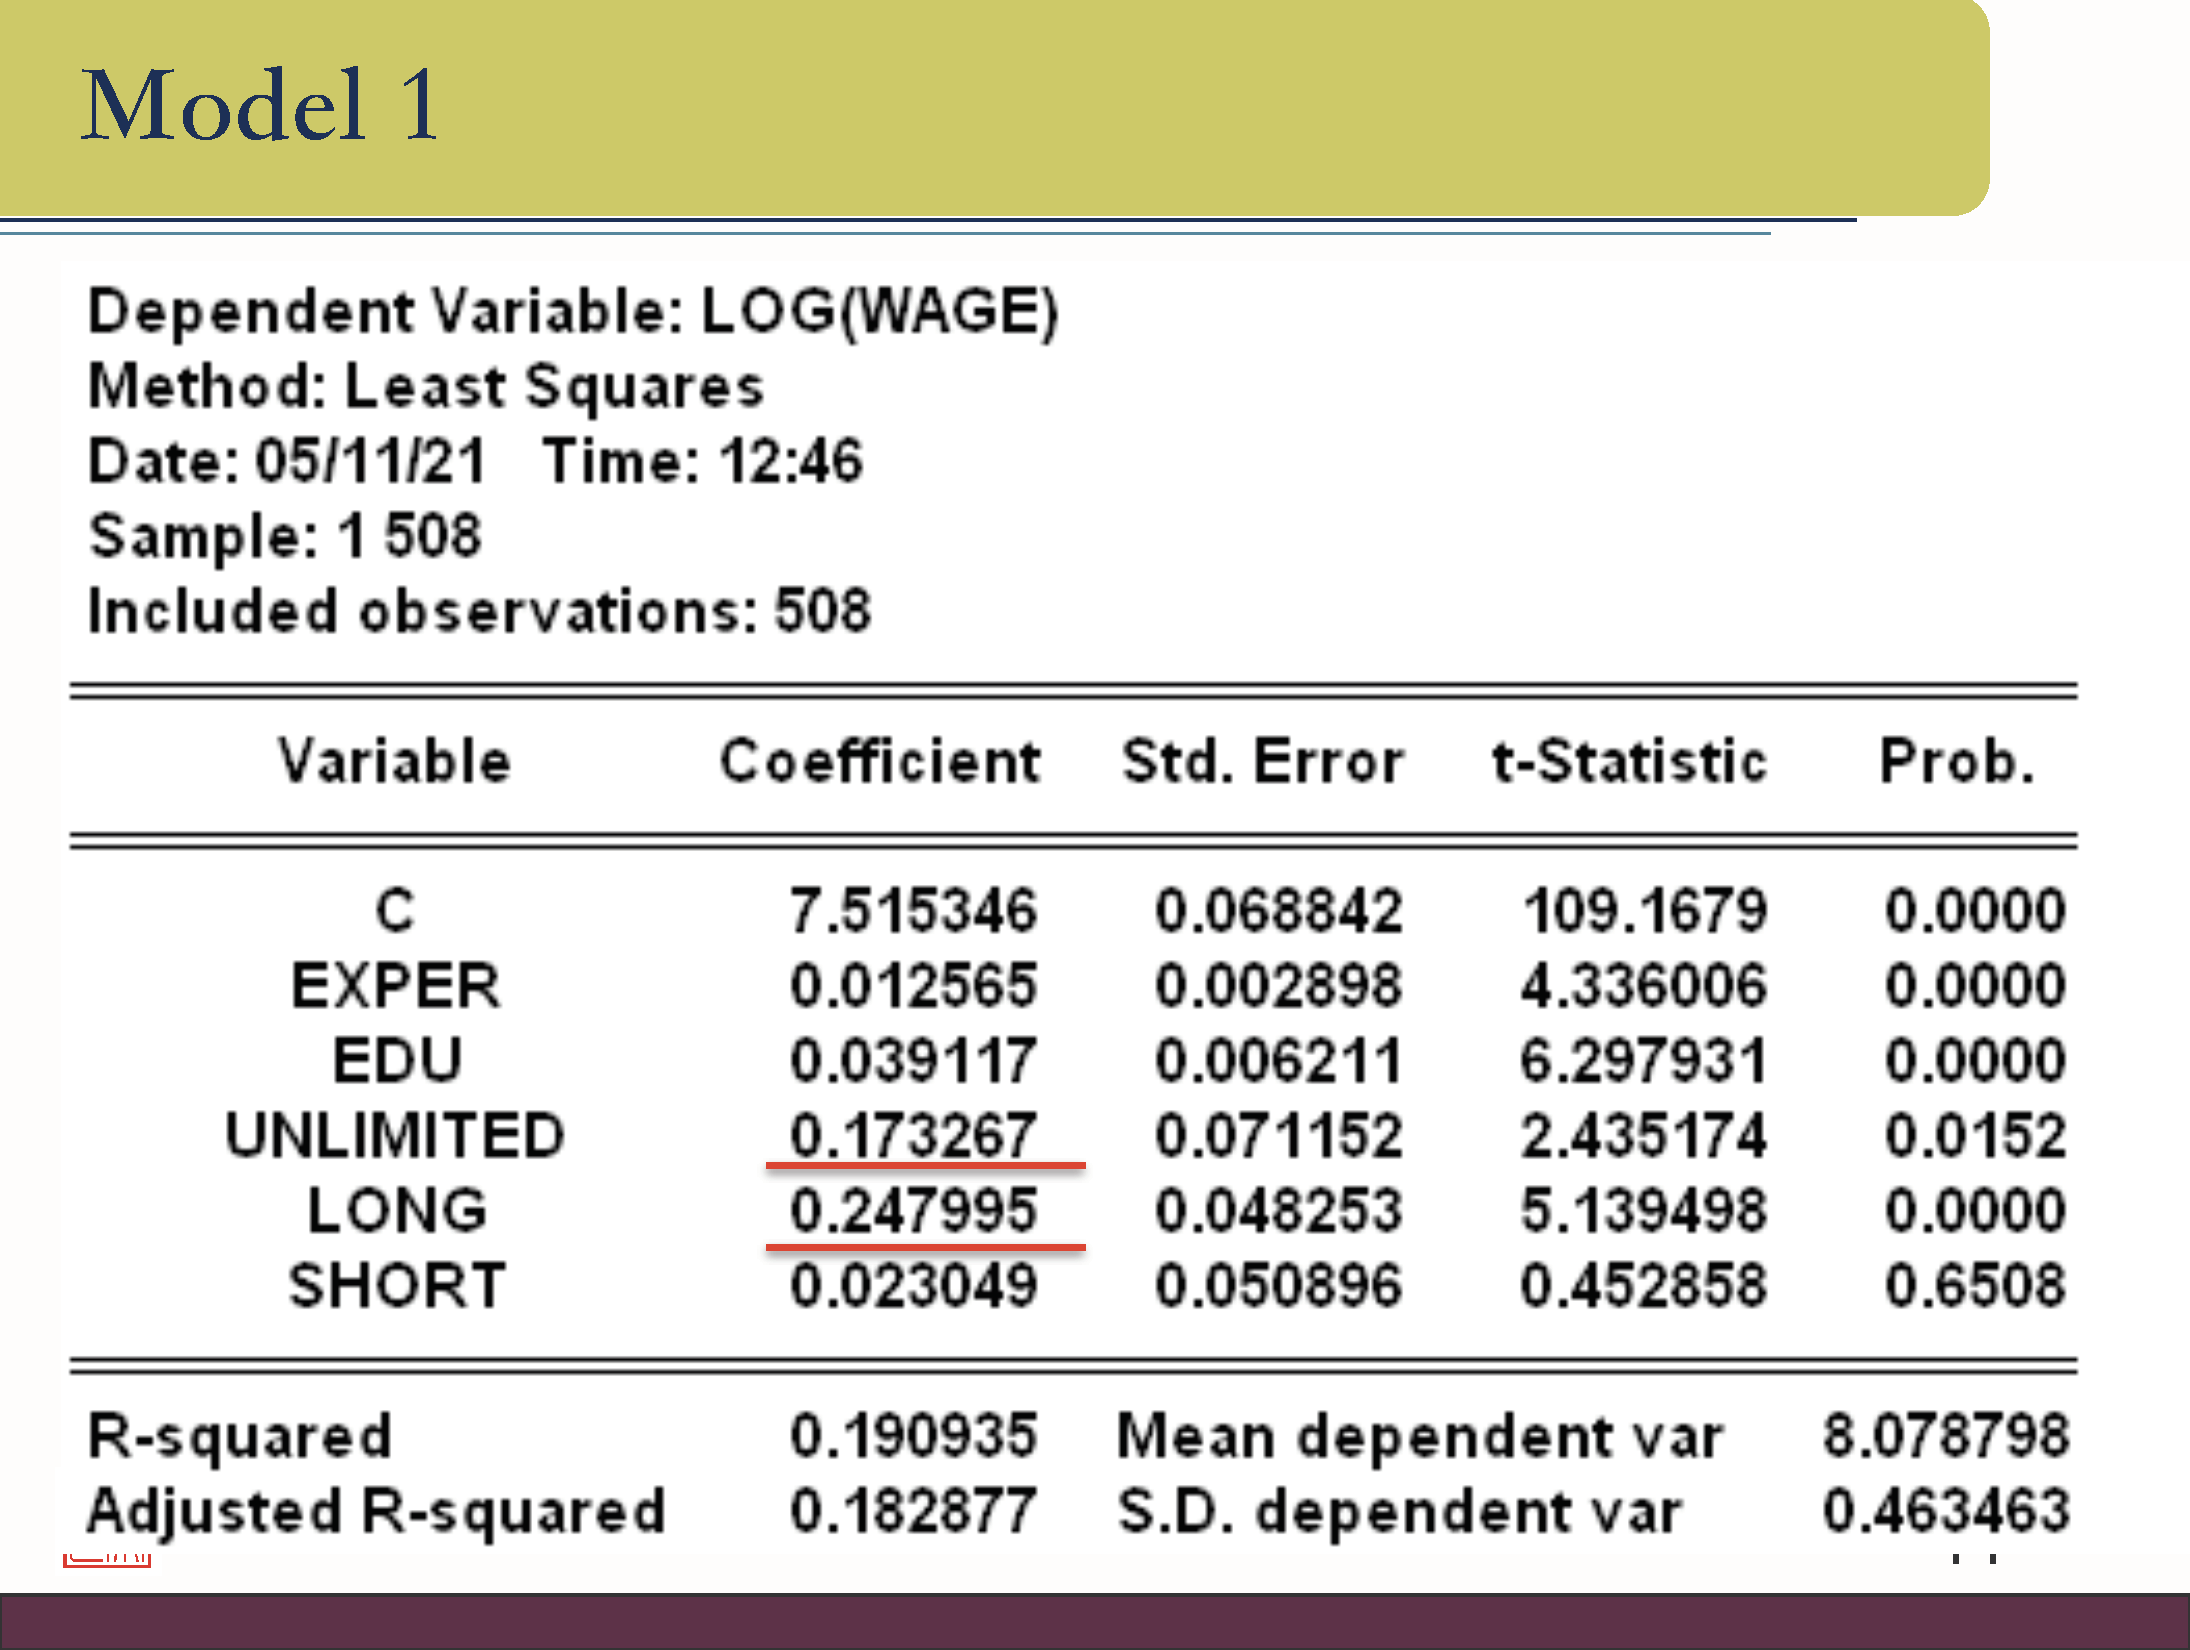 Model 1
Dependent Variable: LOG(WAGE)
Method: Least Squares
Date: 05/11/21 Time: 12:46
Sample: 1 508
Included observations: 508
Variable Coefficient Std. Error t-Statistic Prob.
C 7.515346 0.068842 109.1679 0.0000
EXPER 0.012565 0.002898 4.336006 0.0000
EDU 0.039117 0.006211 6.297931 0.0000
UNLIMITED 0.173267 0.071152 2.435174 0.0152
LONG 0.247995 0.048253 5.139498 0.0000
SHORT 0.023049 0.050896 0.452858 0.6508
R-squared 0.190935 Mean dependent var 8.078798
Adjusted R-squared 0.182877 S.D. dependent var 0.463463